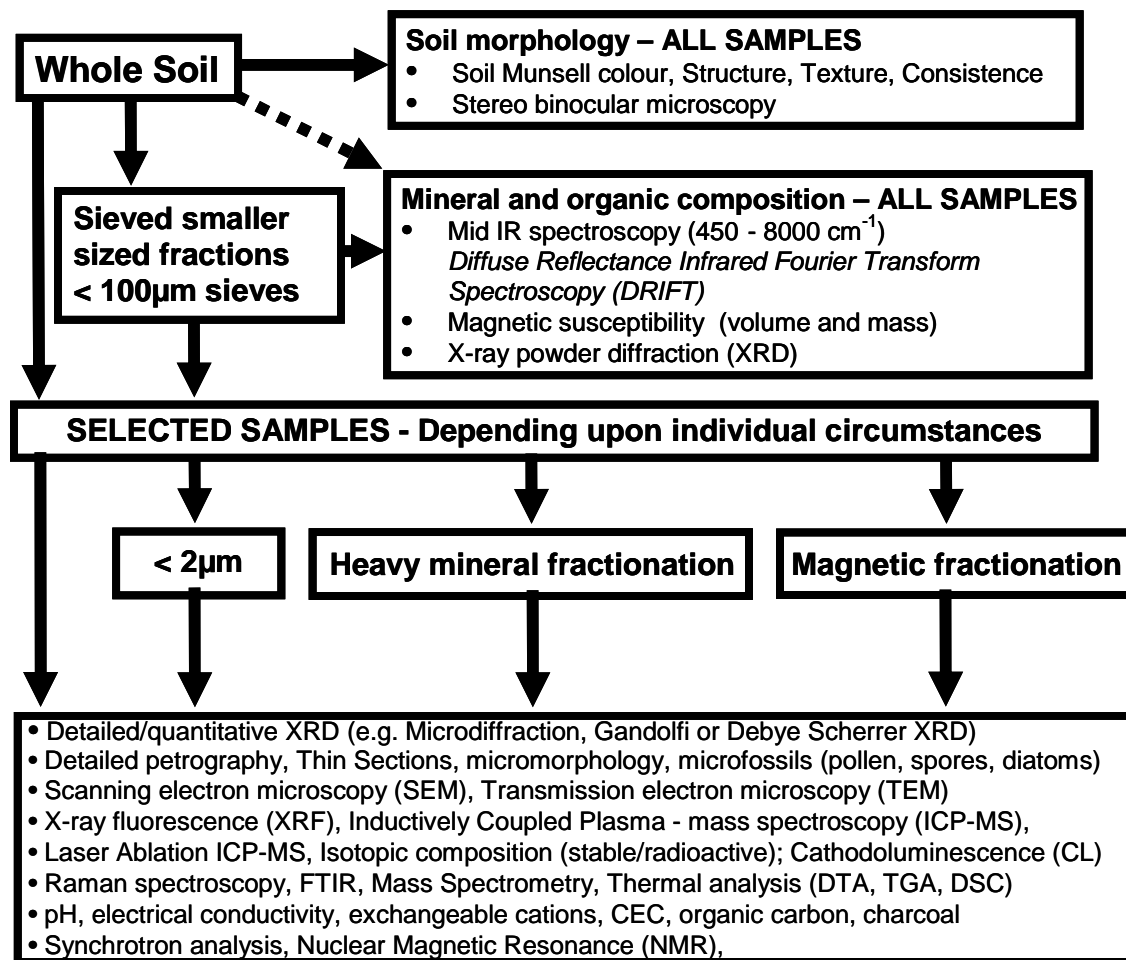 Whole Soil
Soil morphology – ALL SAMPLES
• Soil Munsell colour, Structure, Texture, Consistence
• Stereo binocular microscopy
Sieved smaller
sized fractions
< 100µm sieves
Mineral and organic composition – ALL SAMPLES
• Mid IR spectroscopy (450 - 8000 cm⁻¹)
Diffuse Reflectance Infrared Fourier Transform
Spectroscopy (DRIFT)
• Magnetic susceptibility (volume and mass)
• X-ray powder diffraction (XRD)
SELECTED SAMPLES - Depending upon individual circumstances
< 2µm
Heavy mineral fractionation
Magnetic fractionation
• Detailed/quantitative XRD (e.g. Microdiffraction, Gandolfi or Debye Scherrer XRD)
• Detailed petrography, Thin Sections, micromorphology, microfossils (pollen, spores, diatoms)
• Scanning electron microscopy (SEM), Transmission electron microscopy (TEM)
• X-ray fluorescence (XRF), Inductively Coupled Plasma - mass spectroscopy (ICP-MS),
• Laser Ablation ICP-MS, Isotopic composition (stable/radioactive); Cathodoluminescence (CL)
• Raman spectroscopy, FTIR, Mass Spectrometry, Thermal analysis (DTA, TGA, DSC)
• pH, electrical conductivity, exchangeable cations, CEC, organic carbon, charcoal
• Synchrotron analysis, Nuclear Magnetic Resonance (NMR),